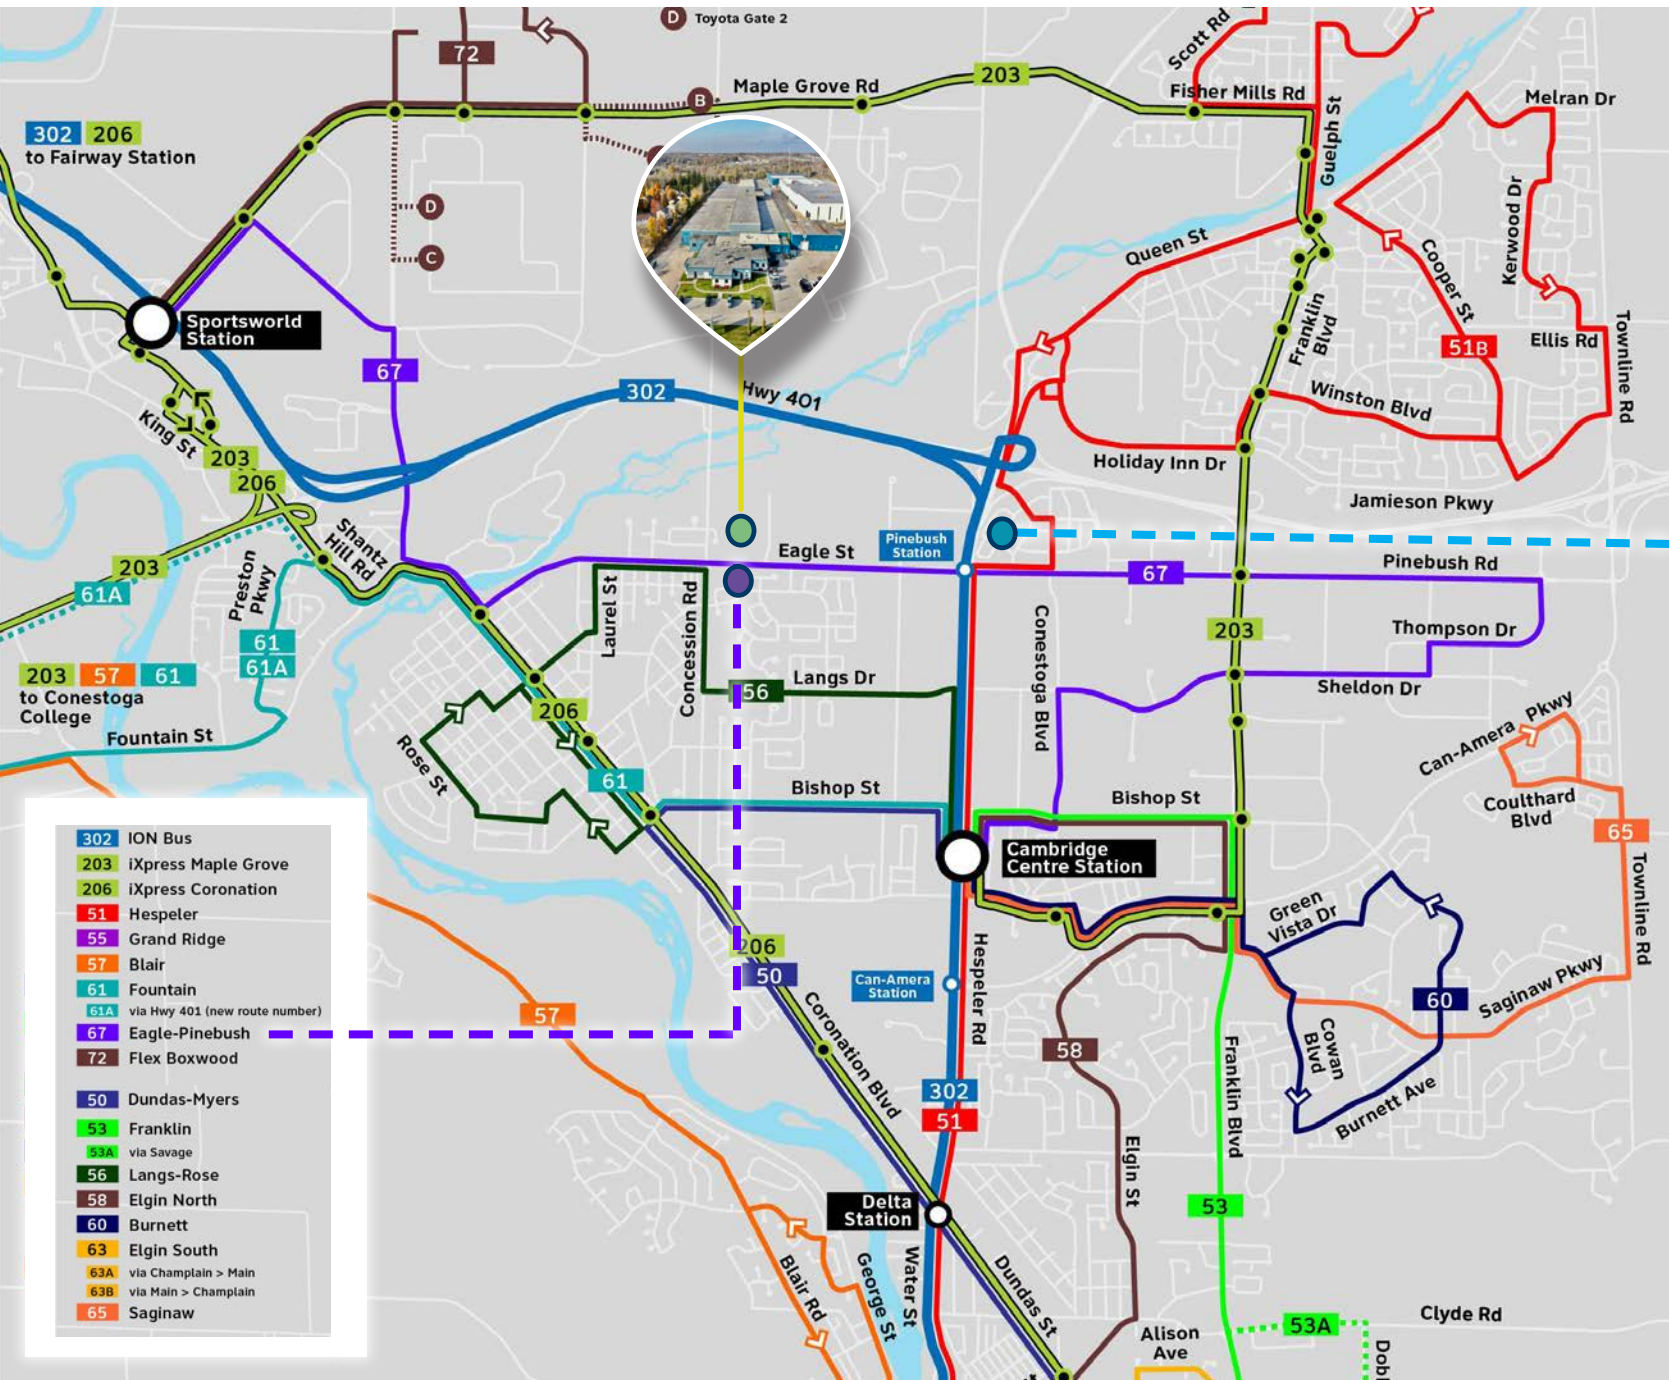 D Toyota Gate 2
72
B
Maple Grove Rd
203
Scott Rd
Fisher Mills Rd
Guelph St
Melran Dr
302 206
to Fairway Station
D
C
Queen St
Cooper St
Kerwood Dr
Sportsworld
Station
67
302
Hwy 401
Franklin
Blvd
51B
Ellis Rd
Townline Rd
Winston Blvd
King St
203
206
Holiday Inn Dr
Jamieson Pkwy
Shantz
Hill Rd
Pinebush
Station
Eagle St
67
Pinebush Rd
203
61A
Preston
Pkwy
61
61A
Laurel St
Concession Rd
Conestoga Blvd
203
Thompson Dr
Sheldon Dr
203 57 61
to Conestoga
College
Fountain St
56
Langs Dr
206
Rose St
61
Bishop St
Bishop St
Can-Amera Pkwy
Coulthard
Blvd
65
Townline Rd
Cambridge
Centre Station
Green
Vista Dr
Saginaw Pkwy
60
206
50
Can-Amera
Station
Hespeler Rd
57
Coronation Blvd
58
Cowan
Blvd
Burnett Ave
Franklin Blvd
302
51
Elgin St
53
Delta
Station
Water St
Dundas St
George St
Blair Rd
Alison
Ave
53A
Clyde Rd
302 ION Bus
203 iXpress Maple Grove
206 iXpress Coronation
51 Hespeler
55 Grand Ridge
57 Blair
61 Fountain
61A via Hwy 401 (new route number)
67 Eagle-Pinebush
72 Flex Boxwood
50 Dundas-Myers
53 Franklin
53A via Savage
56 Langs-Rose
58 Elgin North
60 Burnett
63 Elgin South
63A via Champlain > Main
63B via Main > Champlain
65 Saginaw